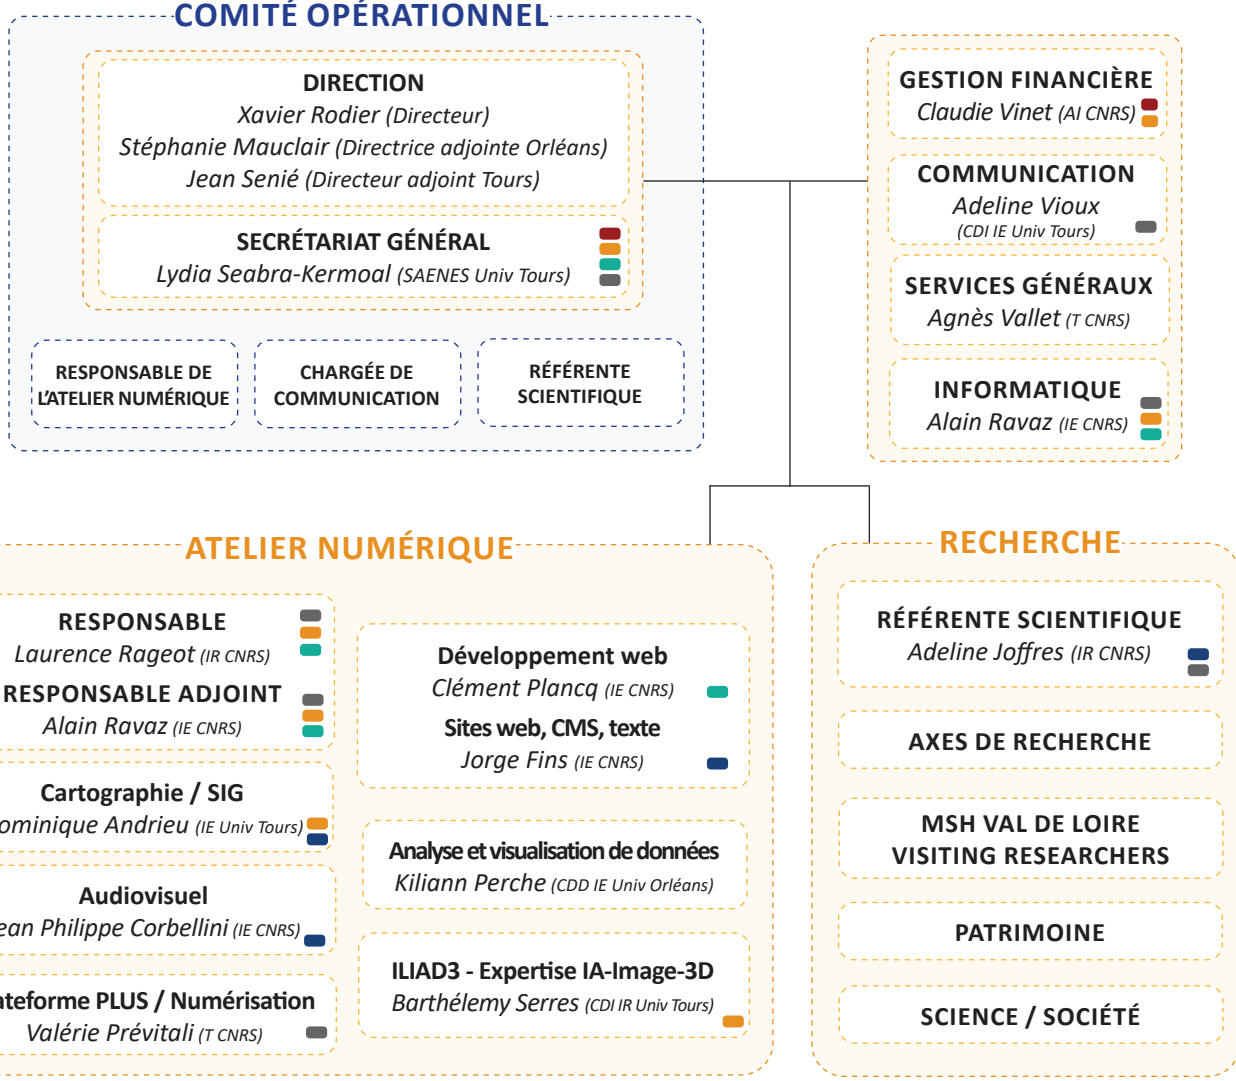 COMITÉ OPÉRATIONNEL
DIRECTION
Xavier Rodier (Directeur)
Stéphanie Mauclair (Directrice adjointe Orléans)
Jean Senié (Directeur adjoint Tours)
SECRÉTARIAT GÉNÉRAL
Lydia Seabra-Kermoal (SAENES Univ Tours)
RESPONSABLE DE
L'ATELIER NUMÉRIQUE
CHARGÉE DE
COMMUNICATION
RÉFÉRENTE
SCIENTIFIQUE
GESTION FINANCIÈRE
Claudie Vinet (AI CNRS)
COMMUNICATION
Adeline Vioux
(CDI IE Univ Tours)
SERVICES GÉNÉRAUX
Agnès Vallet (T CNRS)
INFORMATIQUE
Alain Ravaz (IE CNRS)
ATELIER NUMÉRIQUE
RESPONSABLE
Laurence Rageot (IR CNRS)
RESPONSABLE ADJOINT
Alain Ravaz (IE CNRS)
Cartographie / SIG
ominique Andrieu (IE Univ Tours)
Audiovisuel
ean Philippe Corbellini (IE CNRS)
ateforme PLUS / Numérisation
Valérie Prévitali (T CNRS)
Développement web
Clément Plancq (IE CNRS)
Sites web, CMS, texte
Jorge Fins (IE CNRS)
Analyse et visualisation de données
Kiliann Perche (CDD IE Univ Orléans)
ILIAD3 - Expertise IA-Image-3D
Barthélemy Serres (CDI IR Univ Tours)
RECHERCHE
RÉFÉRENTE SCIENTIFIQUE
Adeline Joffres (IR CNRS)
AXES DE RECHERCHE
MSH VAL DE LOIRE
VISITING RESEARCHERS
PATRIMOINE
SCIENCE / SOCIÉTÉ